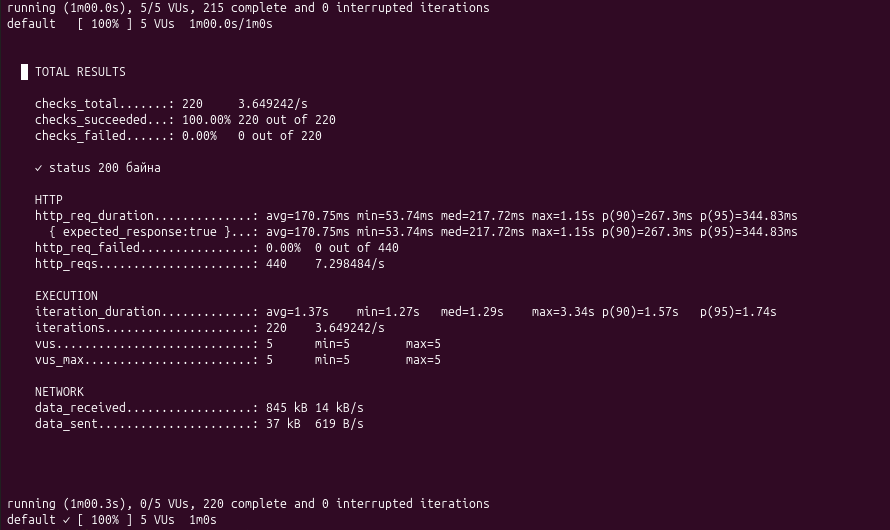 running (1m00.0s), 5/5 VUs, 215 complete and 0 interrupted iterations
default   [ 100% ] 5 VUs  1m00.0s/1m0s
TOTAL RESULTS
checks_total.......: 220     3.649242/s
checks_succeeded...: 100.00% 220 out of 220
checks_failed......: 0.00%   0 out of 220
✓ status 200 байна
HTTP
http_req_duration..............: avg=170.75ms min=53.74ms med=217.72ms max=1.15s p(90)=267.3ms p(95)=344.83ms
{ expected_response:true }...: avg=170.75ms min=53.74ms med=217.72ms max=1.15s p(90)=267.3ms p(95)=344.83ms
http_req_failed................: 0.00%  0 out of 440
http_reqs......................: 440    7.298484/s
EXECUTION
iteration_duration.............: avg=1.37s    min=1.27s   med=1.29s    max=3.34s p(90)=1.57s   p(95)=1.74s
iterations.....................: 220    3.649242/s
vus............................: 5      min=5        max=5
vus_max........................: 5      min=5        max=5
NETWORK
data_received..................: 845 kB 14 kB/s
data_sent......................: 37 kB  619 B/s
running (1m00.3s), 0/5 VUs, 220 complete and 0 interrupted iterations
default ✓ [ 100% ] 5 VUs  1m0s